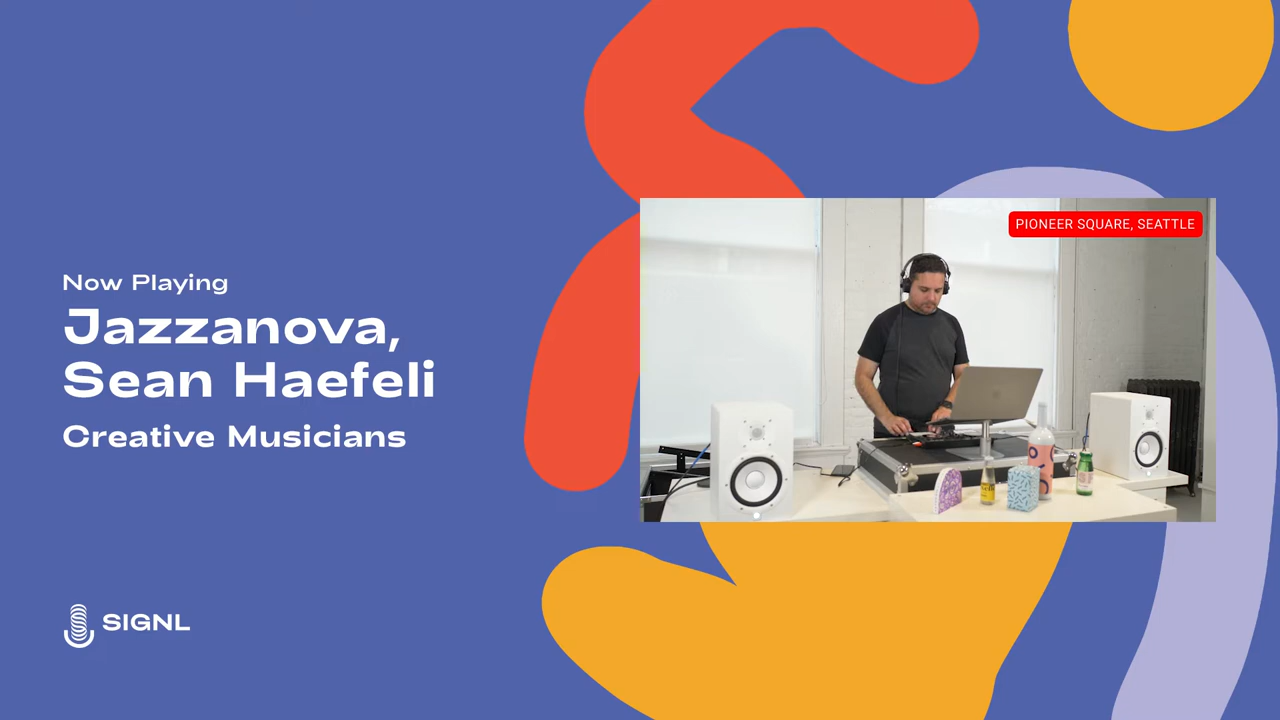 PIONEER SQUARE, SEATTLE
Now Playing
Jazzanova,
Sean Haefeli
Creative Musicians
SIGNL